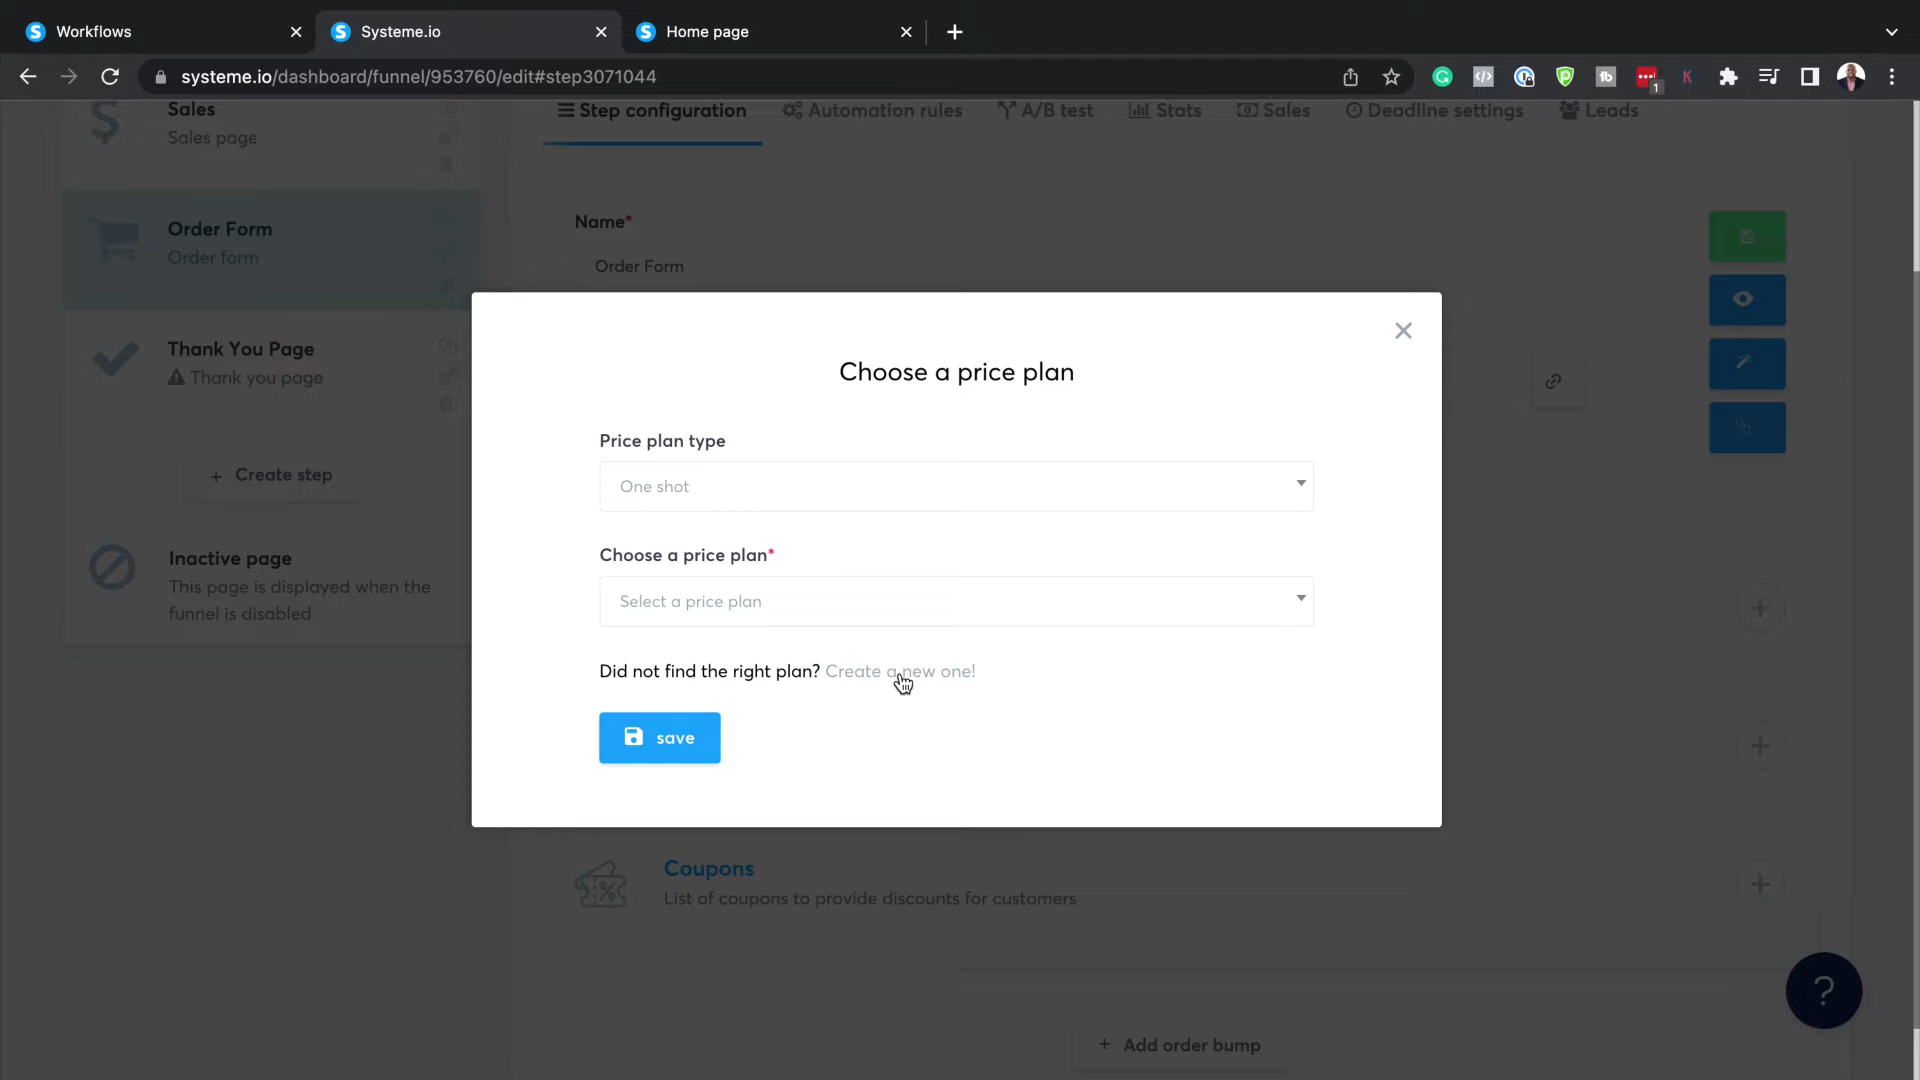 Workflows
Systeme.io
Home page
systeme.io/dashboard/funnel/953760/edit#step3071044
1
Sales
Sales page
Step configuration
Automation rules
A/B test
Stats
Sales
Deadline settings
Leads
Order Form
Order form
Name*
Order Form
Thank You Page
Thank you page
+ Create step
Inactive page
This page is displayed when the
funnel is disabled
Choose a price plan
Price plan type
One shot
Choose a price plan*
Select a price plan
Did not find the right plan? Create a new one!
save
Coupons
List of coupons to provide discounts for customers
+ Add order bump
?